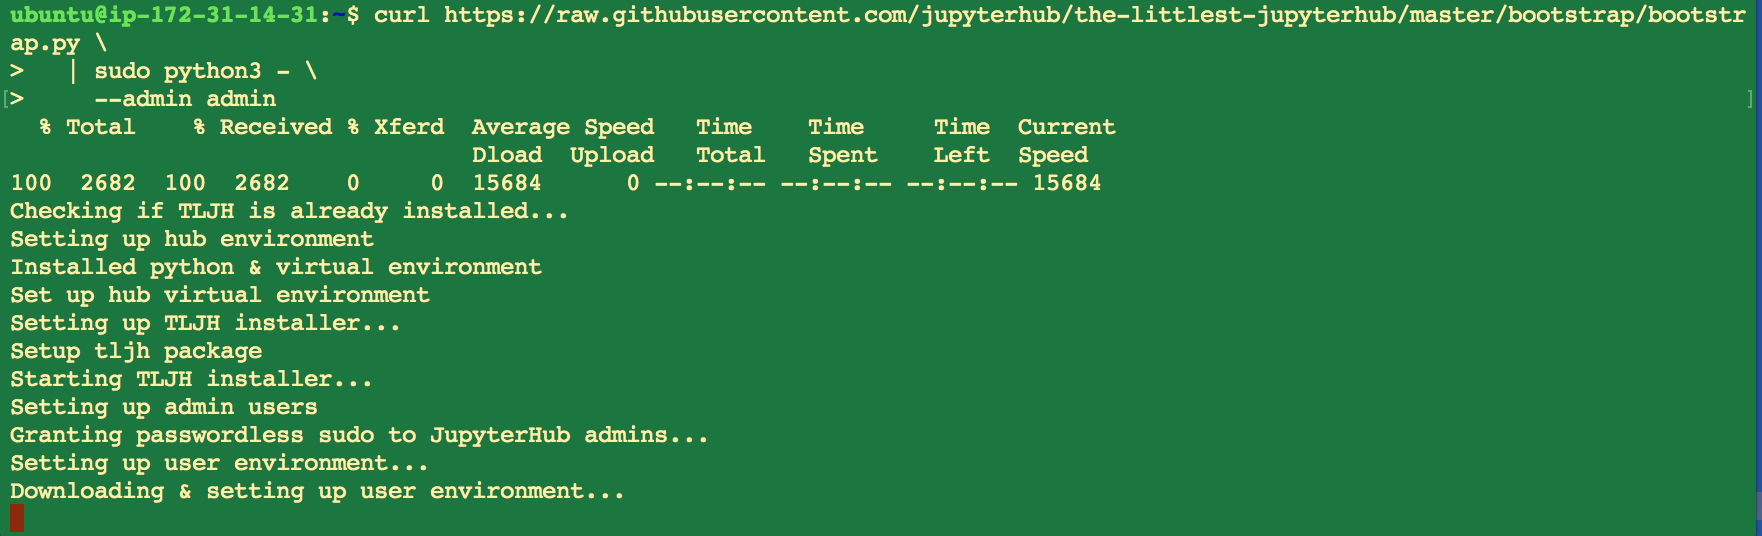 ubuntu@ip-172-31-14-31:~$ curl https://raw.githubusercontent.com/jupyterhub/the-littlest-jupyterhub/master/bootstrap/bootstr
ap.py \
>   | sudo python3 - \
[>     --admin admin ]
  % Total    % Received % Xferd  Average Speed   Time    Time     Time  Current
                                 Dload  Upload   Total   Spent    Left  Speed
100  2682  100  2682    0     0  15684      0 --:--:-- --:--:-- --:--:-- 15684
Checking if TLJH is already installed...
Setting up hub environment
Installed python & virtual environment
Set up hub virtual environment
Setting up TLJH installer...
Setup tljh package
Starting TLJH installer...
Setting up admin users
Granting passwordless sudo to JupyterHub admins...
Setting up user environment...
Downloading & setting up user environment...